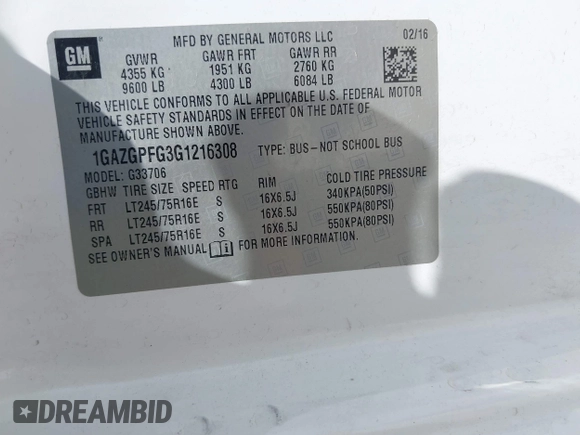 GM
MFD BY GENERAL MOTORS LLC 02/16
GVWR GAWR FRT GAWR RR
4355 KG 1951 KG 2760 KG
9600 LB 4300 LB 6084 LB
THIS VEHICLE CONFORMS TO ALL APPLICABLE U.S. FEDERAL MOTOR
VEHICLE SAFETY STANDARDS IN EFFECT ON THE DATE OF
MANUFACTURE SHOWN ABOVE.
1GAZGPFG3G1216308 TYPE: BUS–NOT SCHOOL BUS
MODEL: G33706
GBHW TIRE SIZE SPEED RTG RIM COLD TIRE PRESSURE
FRT LT245/75R16E S 16X6.5J 340KPA(50PSI)
RR LT245/75R16E S 16X6.5J 550KPA(80PSI)
SPA LT245/75R16E S 16X6.5J 550KPA(80PSI)
SEE OWNER'S MANUAL FOR MORE INFORMATION.
DREAMBID